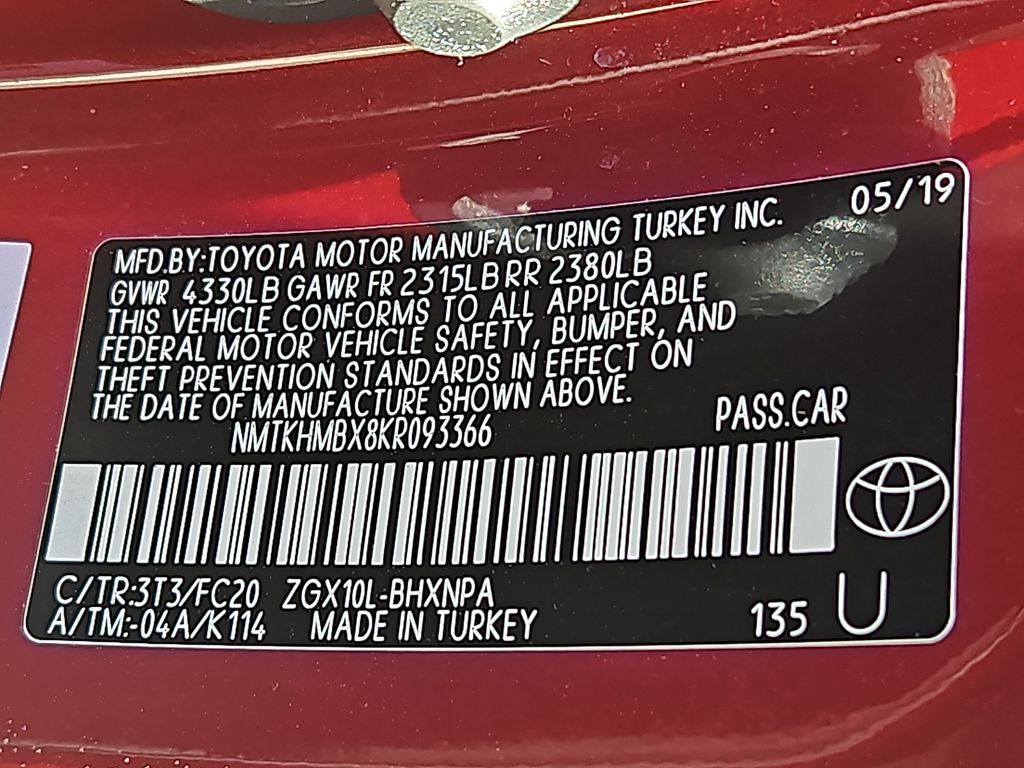 05/19
MFD.BY:TOYOTA MOTOR MANUFACTURING TURKEY INC.
GVWR 4330LB GAWR FR 2315LB RR 2380LB
THIS VEHICLE CONFORMS TO ALL APPLICABLE
FEDERAL MOTOR VEHICLE SAFETY, BUMPER, AND
THEFT PREVENTION STANDARDS IN EFFECT ON
THE DATE OF MANUFACTURE SHOWN ABOVE.
NMTKHMBX8KR093366 PASS.CAR
C/TR:3T3/FC20 ZGX10L-BHXNPA
A/TM:-04A/K114 MADE IN TURKEY 135 U